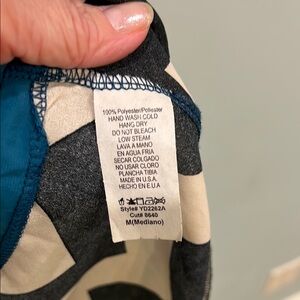 100% Polyester/Poliester
HAND WASH COLD
HANG DRY
DO NOT BLEACH
LOW STEAM
LAVA A MANO
EN AGUA FRIA
SECAR COLGADO
NO USAR CLORO
PLANCHA TIBIA
MADE IN U.S.A.
HECHO EN E.U.A
Style# YD2262A
Cut# 8640
M(Mediano)